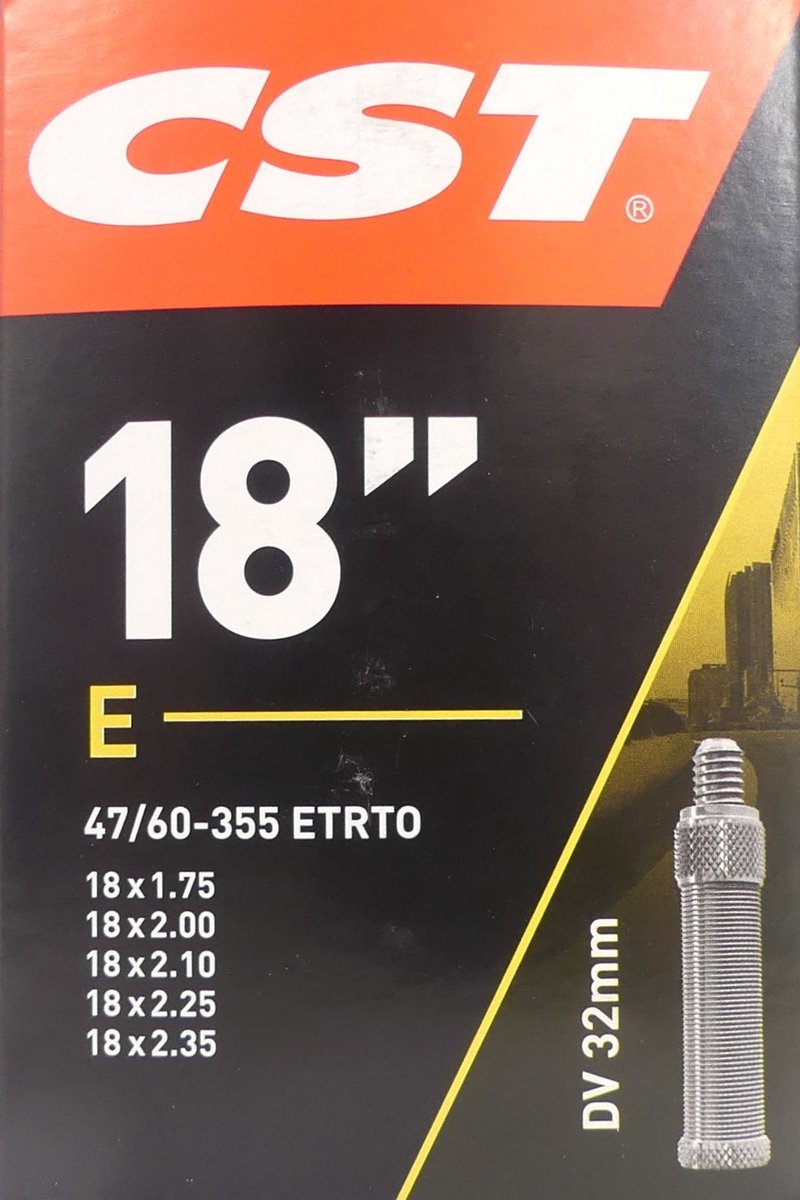 CST®
18”
E
47/60-355 ETRTO
18 x 1.75
18 x 2.00
18 x 2.10
18 x 2.25
18 x 2.35
DV 32mm